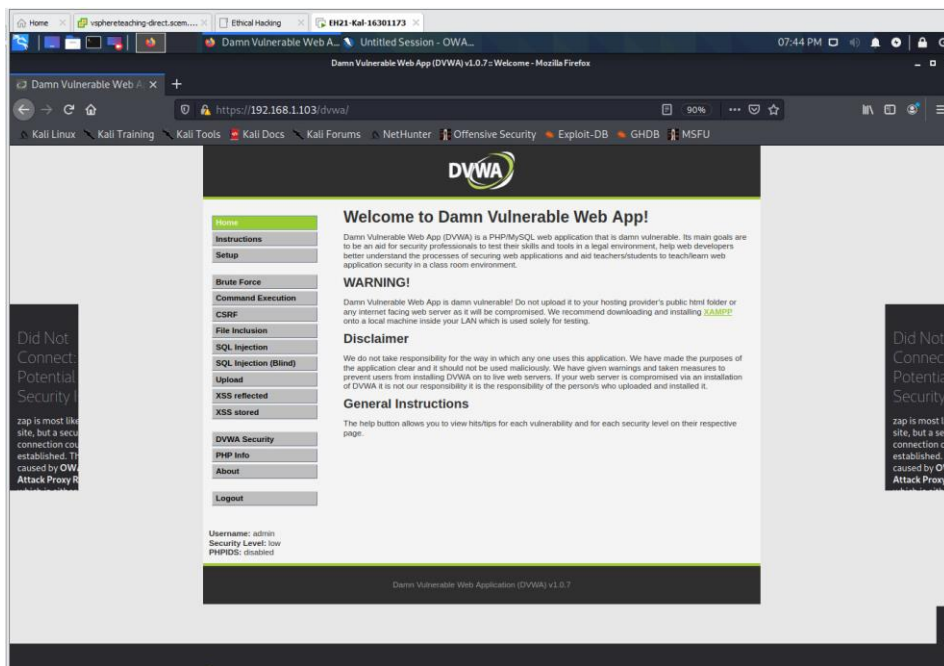 Home
vsphereteaching-direct.scem....
Ethical Hacking
EH21-Kal-16301173
Damn Vulnerable Web A...
Untitled Session - OWA...
07:44 PM
Damn Vulnerable Web App (DVWA) v1.0.7 :: Welcome - Mozilla Firefox
Damn Vulnerable Web A
https://192.168.1.103/dvwa/
90%
Kali Linux
Kali Training
Kali Tools
Kali Docs
Kali Forums
NetHunter
Offensive Security
Exploit-DB
GHDB
MSFU
DVWA
Home
Instructions
Setup
Brute Force
Command Execution
CSRF
File Inclusion
SQL Injection
SQL Injection (Blind)
Upload
XSS reflected
XSS stored
DVWA Security
PHP Info
About
Logout
Username: admin
Security Level: low
PHPIDS: disabled
Welcome to Damn Vulnerable Web App!
Damn Vulnerable Web App (DVWA) is a PHP/MySQL web application that is damn vulnerable. Its main goals are
to be an aid for security professionals to test their skills and tools in a legal environment, help web developers
better understand the processes of securing web applications and aid teachers/students to teach/learn web
application security in a class room environment.
WARNING!
Damn Vulnerable Web App is damn vulnerable! Do not upload it to your hosting provider's public html folder or
any internet facing web server as it will be compromised. We recommend downloading and installing XAMPP
onto a local machine inside your LAN which is used solely for testing.
Disclaimer
We do not take responsibility for the way in which any one uses this application. We have made the purposes of
the application clear and it should not be used maliciously. We have given warnings and taken measures to
prevent users from installing DVWA on to live web servers. If your web server is compromised via an installation
of DVWA it is not our responsibility it is the responsibility of the person/s who uploaded and installed it.
General Instructions
The help button allows you to view hits/tips for each vulnerability and for each security level on their respective
page.
Damn Vulnerable Web Application (DVWA) v1.0.7
Did Not
Connect:
Potential
Security I
zap is most like
site, but a secu
connection cou
established. Th
caused by OWA
Attack Proxy R
Did Not
Connec
Potentia
Security
zap is most l
site, but a se
connection c
established.
caused by O
Attack Proxy